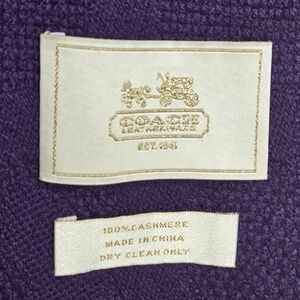 COACH
LEATHERWARE
EST. 1941
100% CASHMERE
MADE IN CHINA
DRY CLEAN ONLY